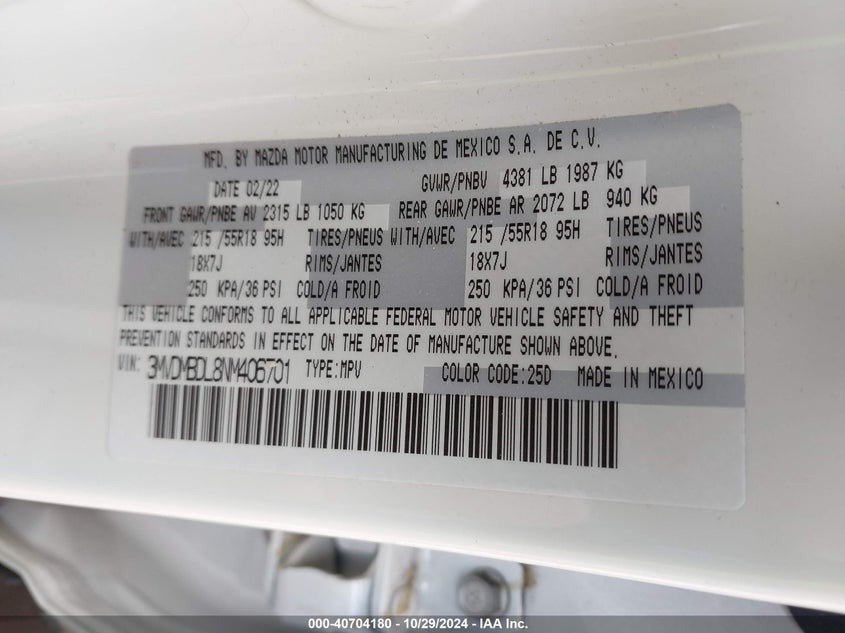 MFD. BY MAZDA MOTOR MANUFACTURING DE MEXICO S.A. DE C.V.
DATE 02/22 GVWR/PNBV 4381 LB 1987 KG
FRONT GAWR/PNBE AV 2315 LB 1050 KG REAR GAWR/PNBE AR 2072 LB 940 KG
WITH/AVEC 215 /55R18 95H TIRES/PNEUS WITH/AVEC 215 /55R18 95H TIRES/PNEUS
18X7J RIMS/JANTES 18X7J RIMS/JANTES
250 KPA/36 PSI COLD/A FROID 250 KPA/36 PSI COLD/A FROID
THIS VEHICLE CONFORMS TO ALL APPLICABLE FEDERAL MOTOR VEHICLE SAFETY AND THEFT
PREVENTION STANDARDS IN EFFECT ON THE DATE OF MANUFACTURE SHOWN ABOVE.
VIN: 3MVDMBDL8NM406701 TYPE:MPV COLOR CODE:25D MADE IN MEXICO
000-40704180 - 10/29/2024 - IAA, Inc.